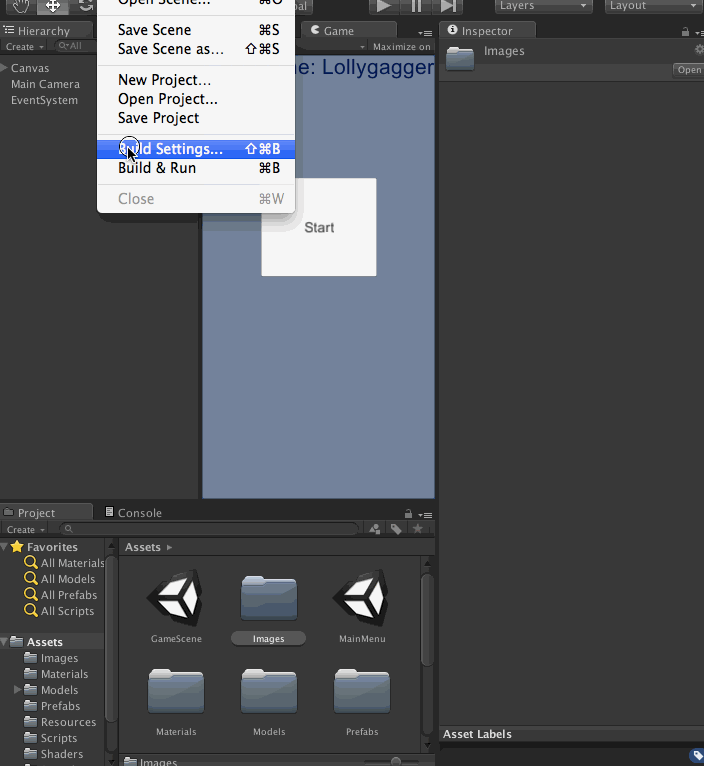 Open Scene... ⌘O
Layers
Layout
Hierarchy
Game
Inspector
Create
All
Save Scene ⌘S
Save Scene as... ⇧⌘S
Maximize on
Images
Open
Canvas
Main Camera
EventSystem
e: Lollygagger
New Project...
Open Project...
Save Project
Build Settings... ⇧⌘B
Build & Run ⌘B
Close ⌘W
Start
Project
Console
Create
Favorites
All Materials
All Models
All Prefabs
All Scripts
Assets
Images
Materials
Models
Prefabs
Resources
Scripts
Shaders
Assets
GameScene
Images
MainMenu
Materials
Models
Prefabs
Images
Asset Labels